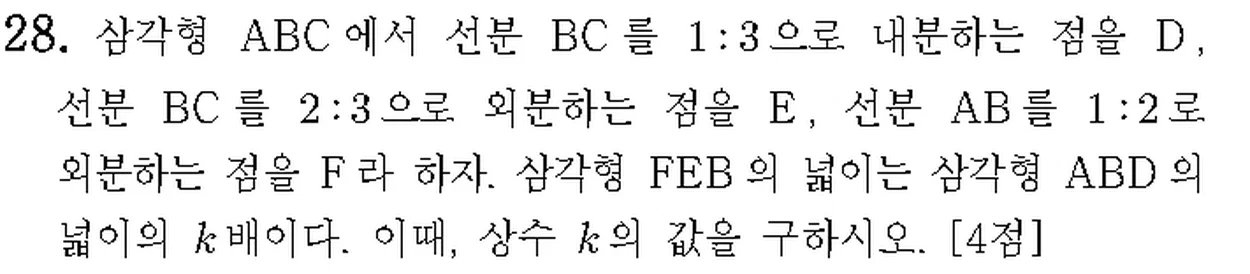 28. 삼각형 ABC에서 선분 BC를 1:3으로 내분하는 점을 D,
선분 BC를 2:3으로 외분하는 점을 E, 선분 AB를 1:2로
외분하는 점을 F라 하자. 삼각형 FEB의 넓이는 삼각형 ABD의
넓이의 k배이다. 이때, 상수 k의 값을 구하시오. [4점]